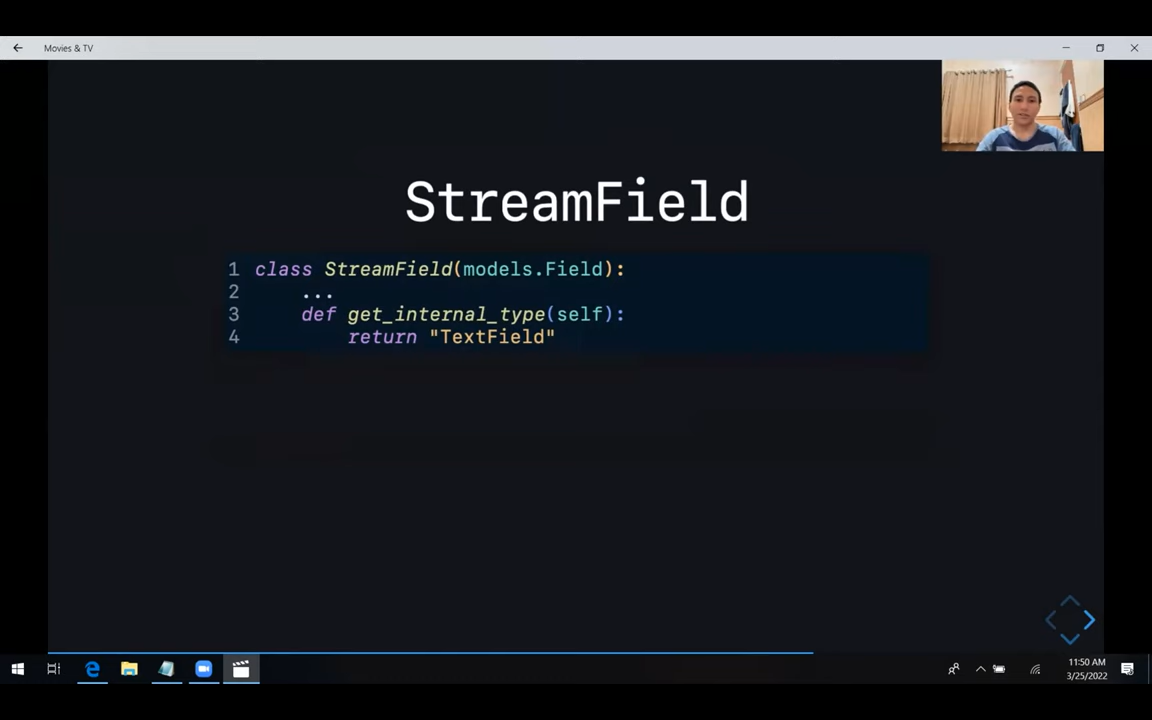 Movies & TV
StreamField
1 class StreamField(models.Field):
2     ...
3     def get_internal_type(self):
4         return "TextField"
11:50 AM
3/25/2022